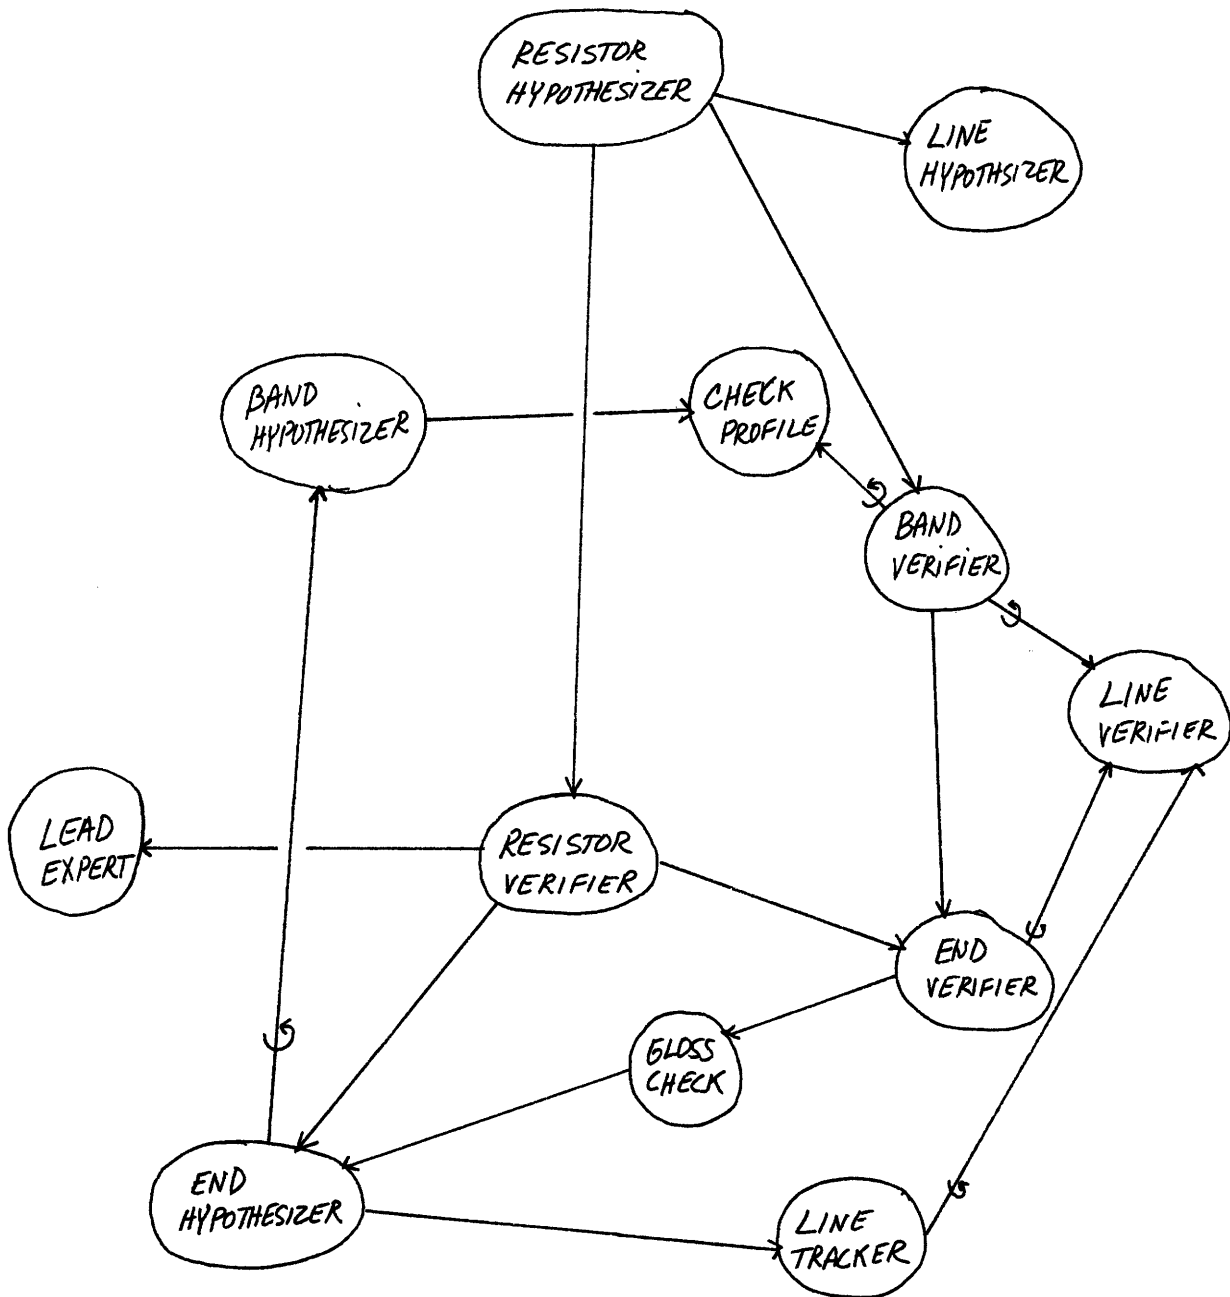 RESISTOR
HYPOTHESIZER
LINE
HYPOTHSIZER
BAND
HYPOTHESIZER
CHECK
PROFILE
BAND
VERIFIER
LINE
VERIFIER
LEAD
EXPERT
RESISTOR
VERIFIER
END
VERIFIER
GLOSS
CHECK
END
HYPOTHESIZER
LINE
TRACKER